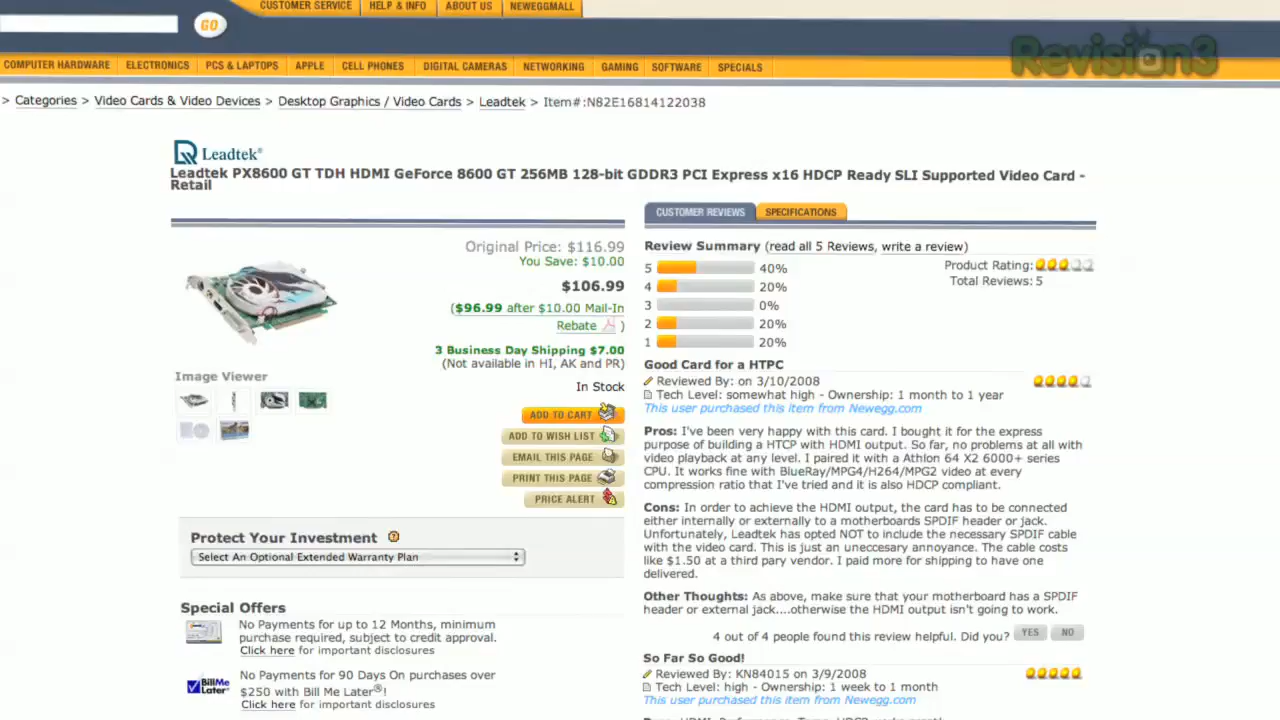 CUSTOMER SERVICE HELP & INFO ABOUT US NEWEGGMALL
GO
Revision3
COMPUTER HARDWARE ELECTRONICS PCS & LAPTOPS APPLE CELL PHONES DIGITAL CAMERAS NETWORKING GAMING SOFTWARE SPECIALS
> Categories > Video Cards & Video Devices > Desktop Graphics / Video Cards > Leadtek > Item#:N82E16814122038
Leadtek®
Leadtek PX8600 GT TDH HDMI GeForce 8600 GT 256MB 128-bit GDDR3 PCI Express x16 HDCP Ready SLI Supported Video Card -
Retail
Original Price: $116.99
You Save: $10.00
$106.99
($96.99 after $10.00 Mail-In
Rebate )
3 Business Day Shipping $7.00
(Not available in HI, AK and PR)
In Stock
Image Viewer
ADD TO CART
ADD TO WISH LIST
EMAIL THIS PAGE
PRINT THIS PAGE
PRICE ALERT
Protect Your Investment
Select An Optional Extended Warranty Plan
Special Offers
No Payments for up to 12 Months, minimum
purchase required, subject to credit approval.
Click here for important disclosures
BillMe
Later
No Payments for 90 Days On purchases over
$250 with Bill Me Later®!
Click here for important disclosures
CUSTOMER REVIEWS SPECIFICATIONS
Review Summary (read all 5 Reviews, write a review)
Product Rating:
Total Reviews: 5
5 40%
4 20%
3 0%
2 20%
1 20%
Good Card for a HTPC
Reviewed By: on 3/10/2008
Tech Level: somewhat high - Ownership: 1 month to 1 year
This user purchased this item from Newegg.com
Pros: I've been very happy with this card. I bought it for the express
purpose of building a HTCP with HDMI output. So far, no problems at all with
video playback at any level. I paired it with a Athlon 64 X2 6000+ series
CPU. It works fine with BlueRay/MPG4/H264/MPG2 video at every
compression ratio that I've tried and it is also HDCP compliant.
Cons: In order to achieve the HDMI output, the card has to be connected
either internally or externally to a motherboards SPDIF header or jack.
Unfortunately, Leadtek has opted NOT to include the necessary SPDIF cable
with the video card. This is just an uneccesary annoyance. The cable costs
like $1.50 at a third pary vendor. I paid more for shipping to have one
delivered.
Other Thoughts: As above, make sure that your motherboard has a SPDIF
header or external jack....otherwise the HDMI output isn't going to work.
4 out of 4 people found this review helpful. Did you? YES NO
So Far So Good!
Reviewed By: KN84015 on 3/9/2008
Tech Level: high - Ownership: 1 week to 1 month
This user purchased this item from Newegg.com